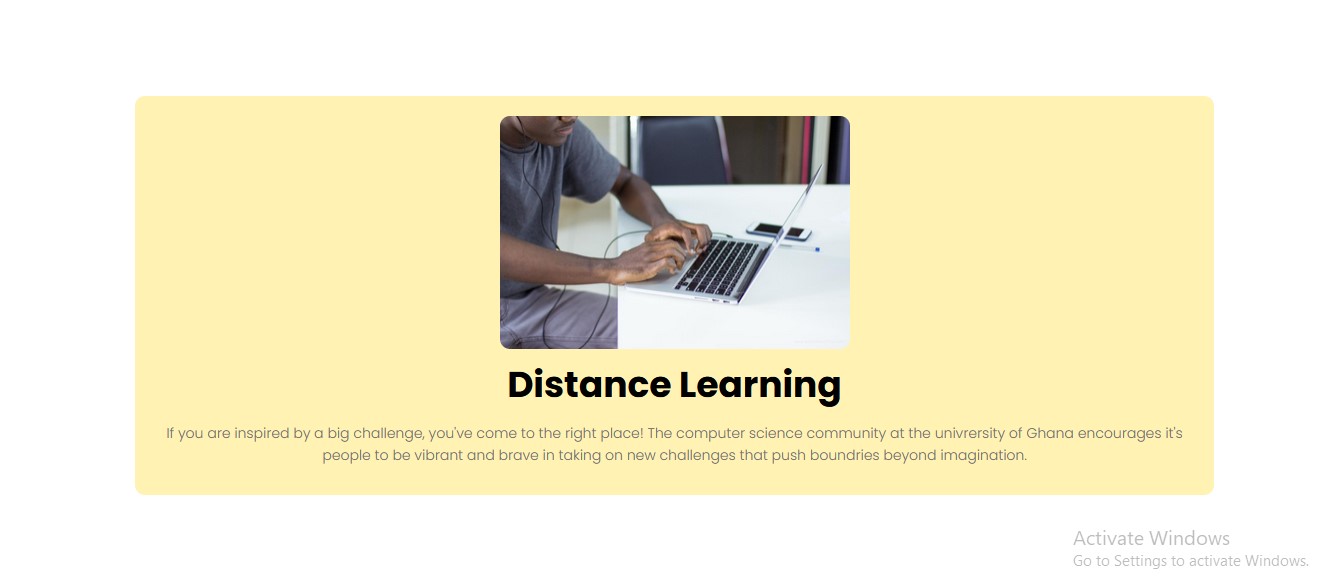 Distance Learning
If you are inspired by a big challenge, you've come to the right place! The computer science community at the univrersity of Ghana encourages it's
people to be vibrant and brave in taking on new challenges that push boundries beyond imagination.
Activate Windows
Go to Settings to activate Windows.